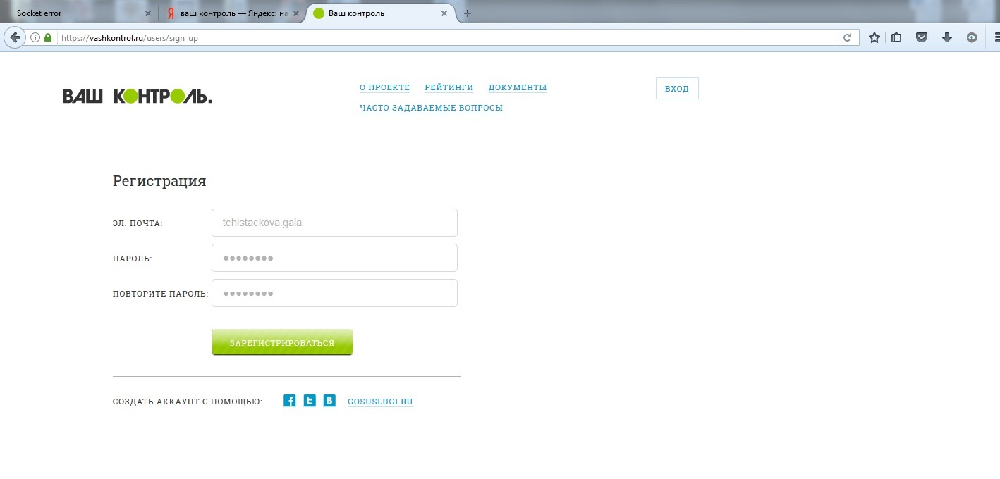 Socket error
ваш контроль — Яндекс: на
Ваш контроль
https://vashkontrol.ru/users/sign_up
ВАШ КОНТРОЛЬ.
О ПРОЕКТЕ РЕЙТИНГИ ДОКУМЕНТЫ
ВХОД
ЧАСТО ЗАДАВАЕМЫЕ ВОПРОСЫ
Регистрация
ЭЛ. ПОЧТА: tchistackova.gala
ПАРОЛЬ: ••••••••
ПОВТОРИТЕ ПАРОЛЬ: ••••••••
ЗАРЕГИСТРИРОВАТЬСЯ
СОЗДАТЬ АККАУНТ С ПОМОЩЬЮ: GOSUSLUGI.RU